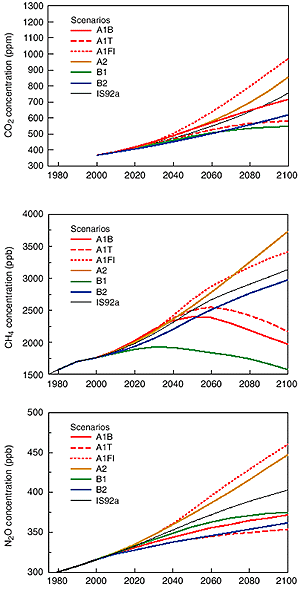 1300
1200
1100
1000
900
800
700
600
500
400
300
CO2 concentration (ppm)
Scenarios
A1B
A1T
A1FI
A2
B1
B2
IS92a
1980 2000 2020 2040 2060 2080 2100
4000
3500
3000
2500
2000
1500
CH4 concentration (ppb)
Scenarios
A1B
A1T
A1FI
A2
B1
B2
IS92a
1980 2000 2020 2040 2060 2080 2100
500
450
400
350
300
N2O concentration (ppb)
Scenarios
A1B
A1T
A1FI
A2
B1
B2
IS92a
1980 2000 2020 2040 2060 2080 2100